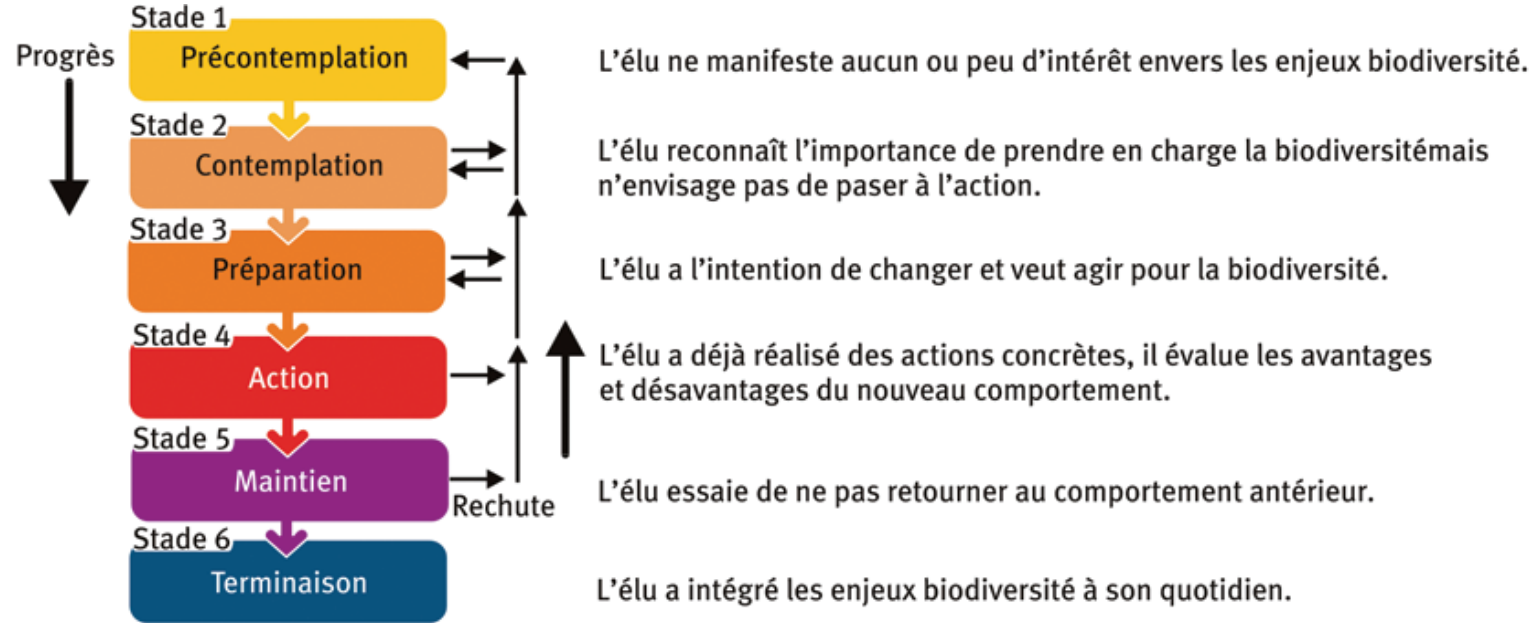 Progrès
Stade 1
Précontemplation
L'élu ne manifeste aucun ou peu d'intérêt envers les enjeux biodiversité.
Stade 2
Contemplation
L'élu reconnaît l'importance de prendre en charge la biodiversitémais
n'envisage pas de paser à l'action.
Stade 3
Préparation
L'élu a l'intention de changer et veut agir pour la biodiversité.
Stade 4
Action
L'élu a déjà réalisé des actions concrètes, il évalue les avantages
et désavantages du nouveau comportement.
Stade 5
Maintien
Rechute
L'élu essaie de ne pas retourner au comportement antérieur.
Stade 6
Terminaison
L'élu a intégré les enjeux biodiversité à son quotidien.